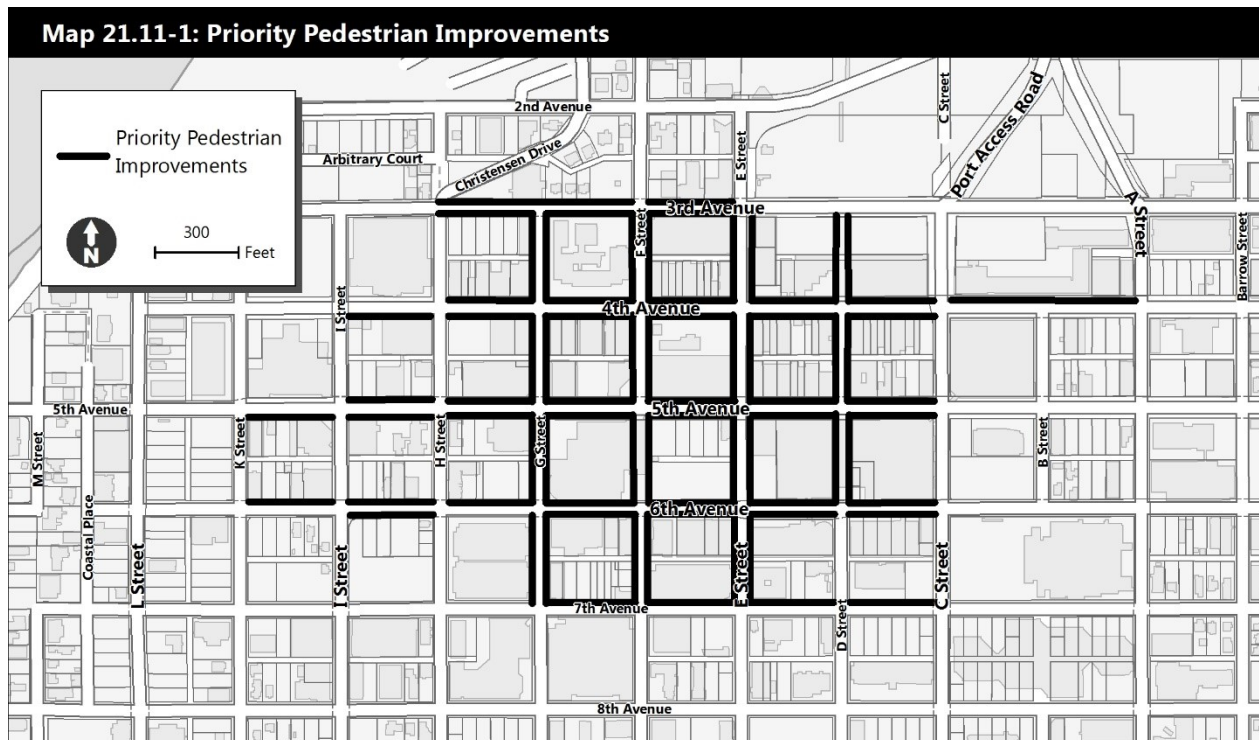 Map 21.11-1: Priority Pedestrian Improvements
Priority Pedestrian
Improvements
N
300
Feet
2nd Avenue
Arbitrary Court
Christensen Drive
E Street
C Street
Port Access Road
A Street
3rd Avenue
F Street
Barrow Street
I Street
4th Avenue
5th Avenue
5th Avenue
M Street
K Street
H Street
G Street
B Street
Coastal Place
L Street
I Street
6th Avenue
E Street
C Street
7th Avenue
D Street
8th Avenue